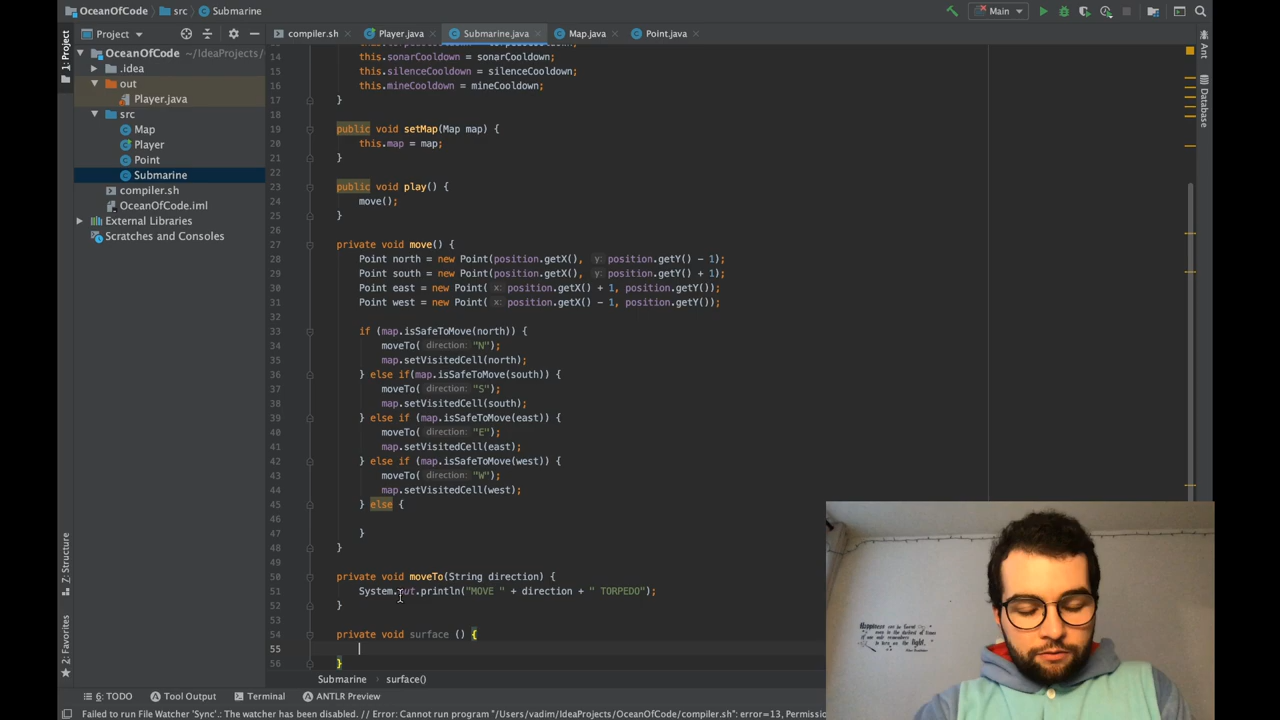 OceanOfCode src Submarine
Main
Project
compiler.sh
Player.java
Submarine.java
Map.java
Point.java
1: Project
Ant
Database
OceanOfCode ~/IdeaProjects/
.idea
out
Player.java
src
Map
Player
Point
Submarine
compiler.sh
OceanOfCode.iml
External Libraries
Scratches and Consoles
14
15 this.sonarCooldown = sonarCooldown;
15 this.silenceCooldown = silenceCooldown;
16 this.mineCooldown = mineCooldown;
17 }
18
19 public void setMap(Map map) {
20 this.map = map;
21 }
22
23 public void play() {
24 move();
25 }
26
27 private void move() {
28 Point north = new Point(position.getX(), y: position.getY() - 1);
29 Point south = new Point(position.getX(), y: position.getY() + 1);
30 Point east = new Point( x: position.getX() + 1, position.getY());
31 Point west = new Point( x: position.getX() - 1, position.getY());
33 if (map.isSafeToMove(north)) {
34 moveTo( direction: "N");
35 map.setVisitedCell(north);
36 } else if(map.isSafeToMove(south)) {
37 moveTo( direction: "S");
38 map.setVisitedCell(south);
39 } else if (map.isSafeToMove(east)) {
40 moveTo( direction: "E");
41 map.setVisitedCell(east);
42 } else if (map.isSafeToMove(west)) {
43 moveTo( direction: "W");
44 map.setVisitedCell(west);
45 } else {
46
47 }
48 }
49
50 private void moveTo(String direction) {
51 System.out.println("MOVE " + direction + " TORPEDO");
52 }
53
54 private void surface () {
55
56 }
Submarine surface()
Z: Structure
2: Favorites
6: TODO Tool Output Terminal ANTLR Preview
Failed to run File Watcher 'Sync'.: The watcher has been disabled. // Error: Cannot run program "/Users/vadim/IdeaProjects/OceanOfCode/compiler.sh": error=13, Permissio